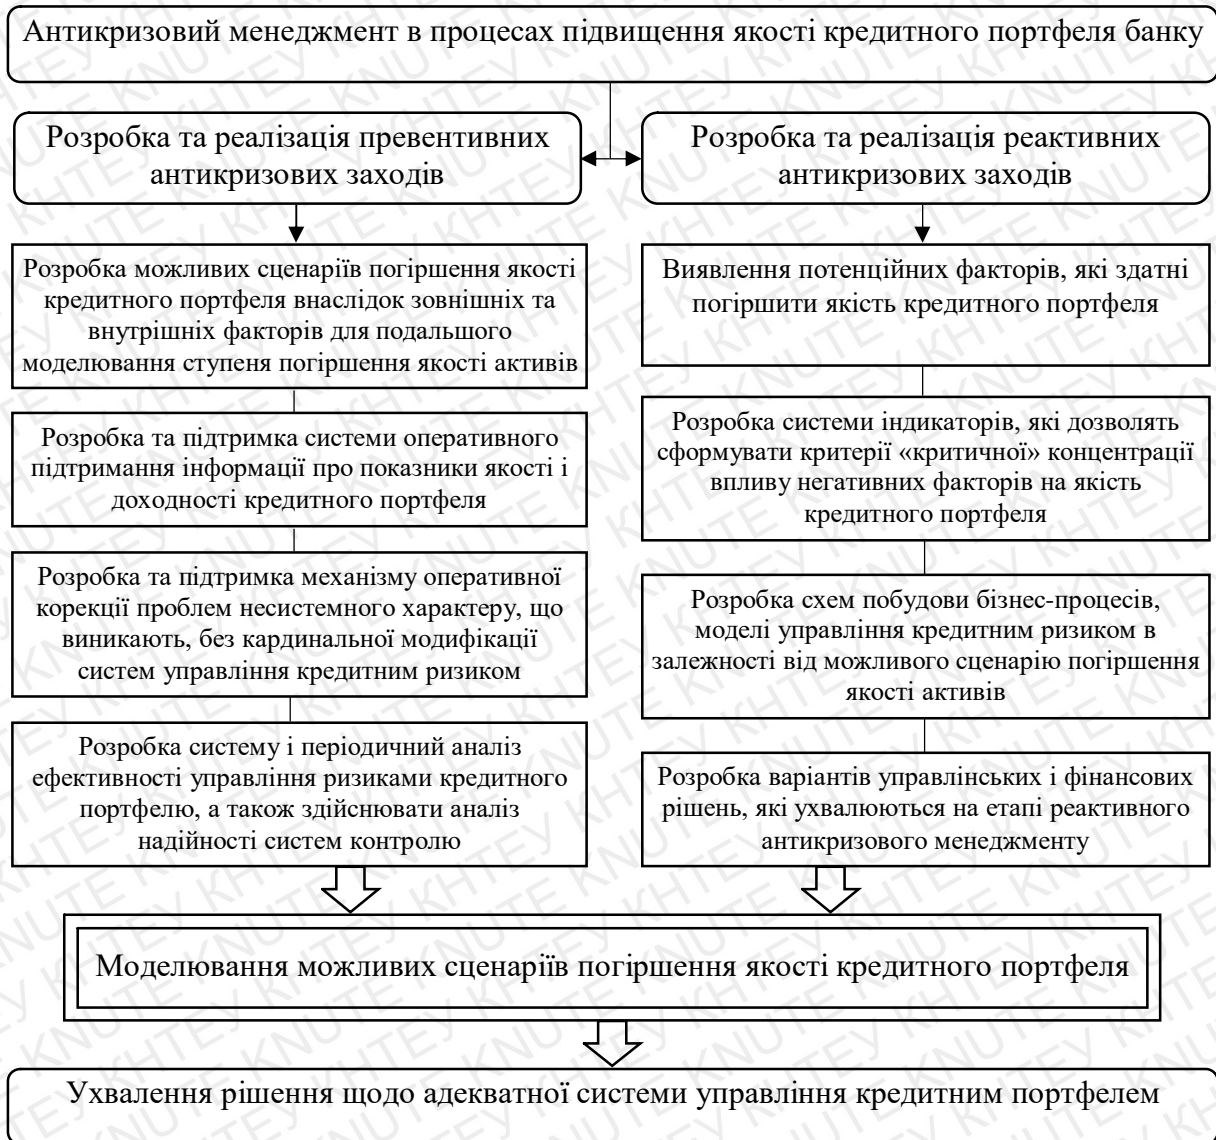 Антикризовий менеджмент в процесах підвищення якості кредитного портфеля банку
Розробка та реалізація превентивних
антикризових заходів
Розробка та реалізація реактивних
антикризових заходів
Розробка можливих сценаріїв погіршення якості
кредитного портфеля внаслідок зовнішніх та
внутрішніх факторів для подальшого
моделювання ступеня погіршення якості активів
Розробка та підтримка системи оперативного
підтримання інформації про показники якості і
доходності кредитного портфеля
Розробка та підтримка механізму оперативної
корекції проблем несистемного характеру, що
виникають, без кардинальної модифікації
систем управління кредитним ризиком
Розробка систему і періодичний аналіз
ефективності управління ризиками кредитного
портфелю, а також здійснювати аналіз
надійності систем контролю
Виявлення потенційних факторів, які здатні
погіршити якість кредитного портфеля
Розробка системи індикаторів, які дозволять
сформувати критерії «критичної» концентрації
впливу негативних факторів на якість
кредитного портфеля
Розробка схем побудови бізнес-процесів,
моделі управління кредитним ризиком в
залежності від можливого сценарію погіршення
якості активів
Розробка варіантів управлінських і фінансових
рішень, які ухвалюються на етапі реактивного
антикризового менеджменту
Моделювання можливих сценаріїв погіршення якості кредитного портфеля
Ухвалення рішення щодо адекватної системи управління кредитним портфелем